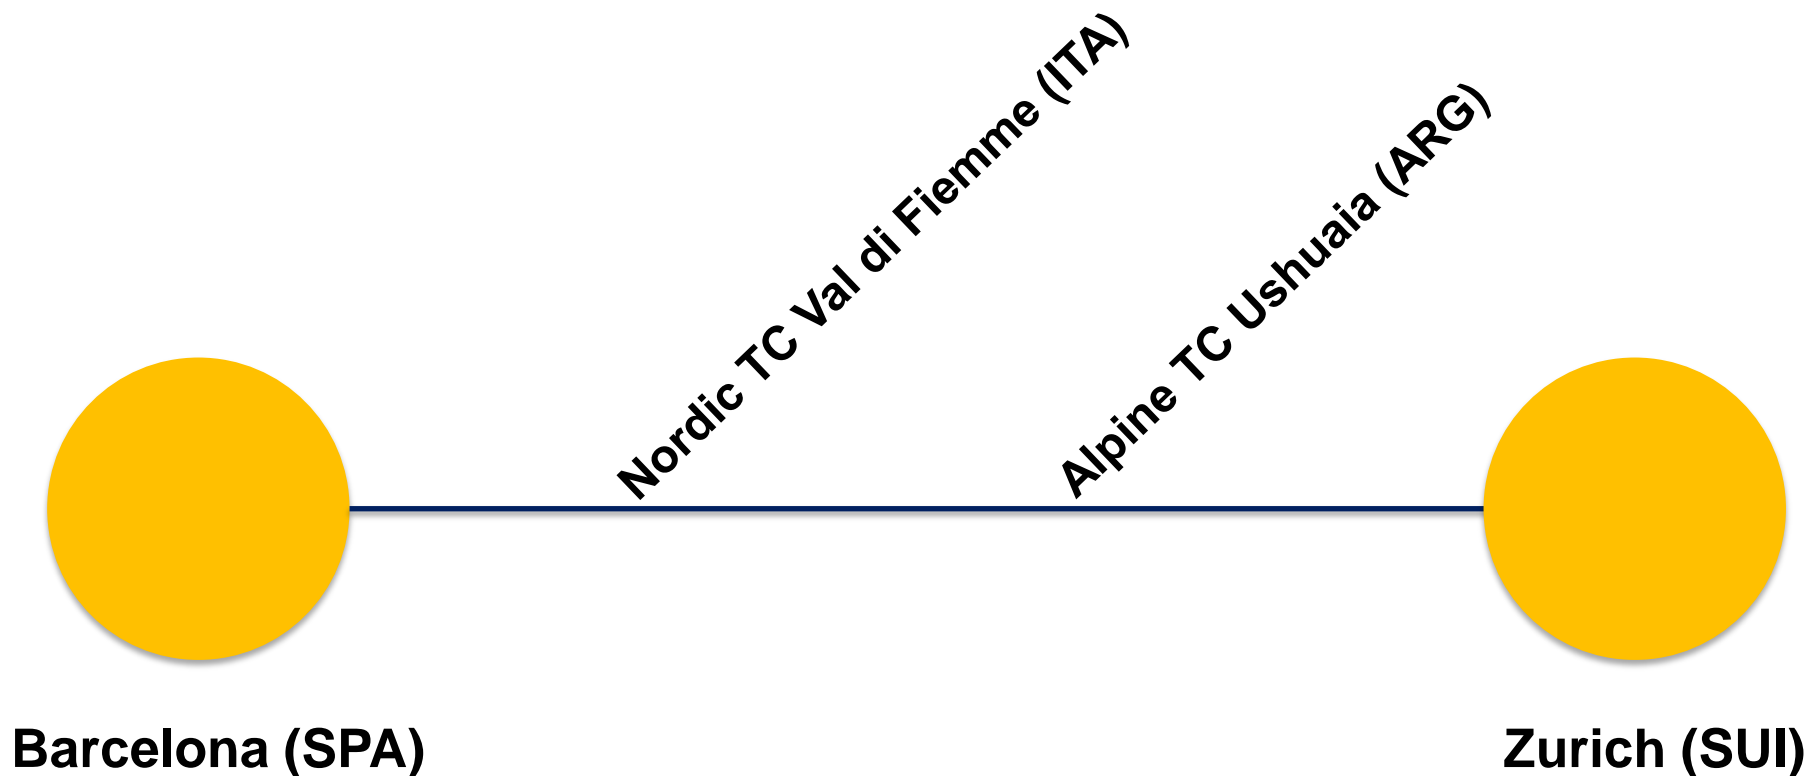 Nordic TC Val di Fiemme (ITA)
Alpine TC Ushuaia (ARG)
Barcelona (SPA)
Zurich (SUI)